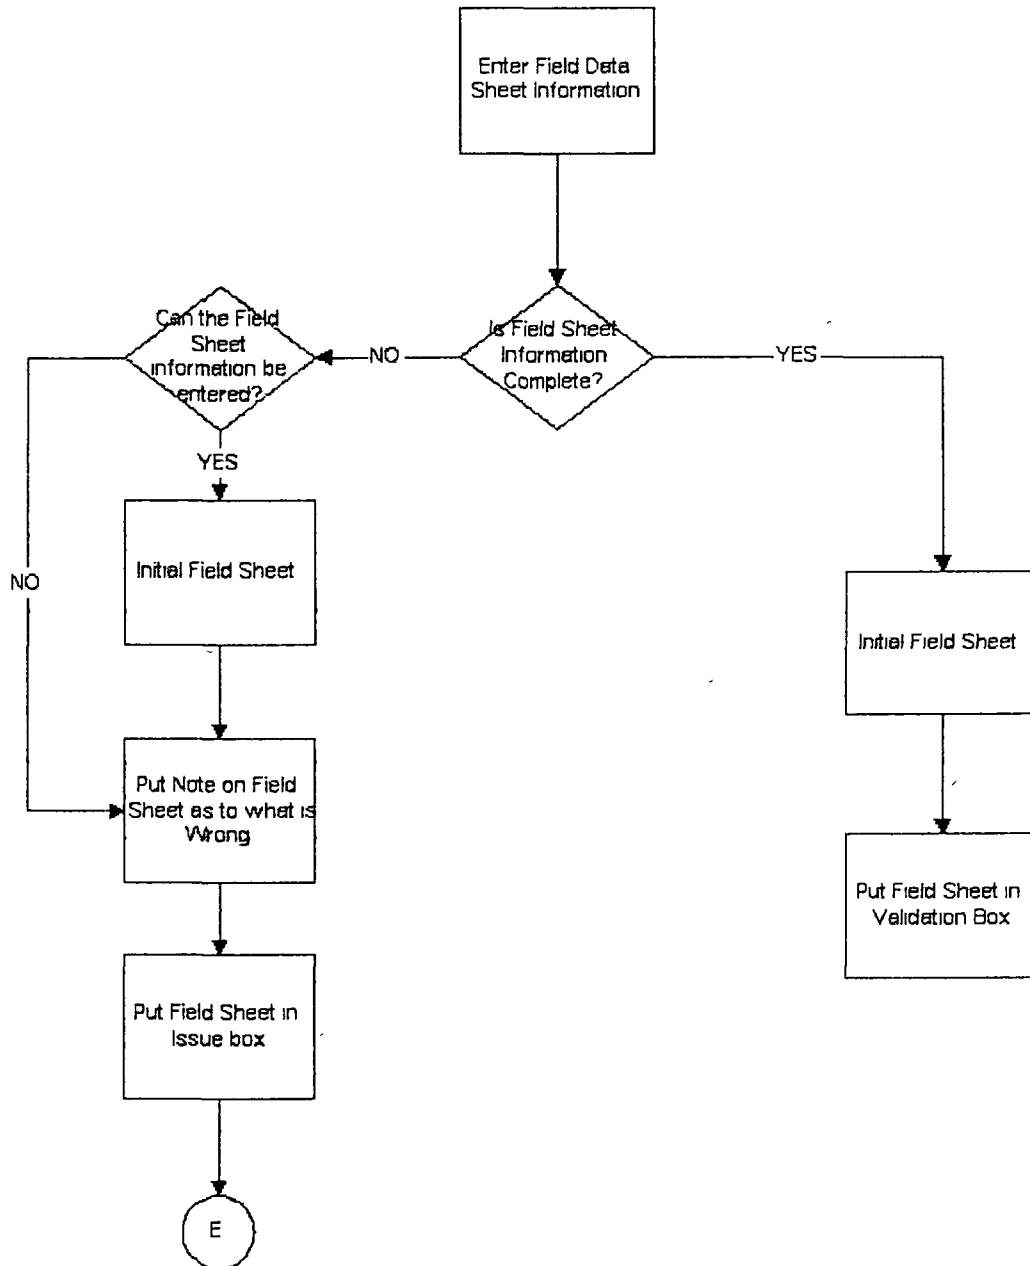 Enter Field Data
Sheet Information
Can the Field
Sheet
information be
entered?
NO
Is Field Sheet
Information
Complete?
YES
YES
Initial Field Sheet
NO
Initial Field Sheet
Put Note on Field
Sheet as to what is
Wrong
Put Field Sheet in
Validation Box
Put Field Sheet in
Issue box
E